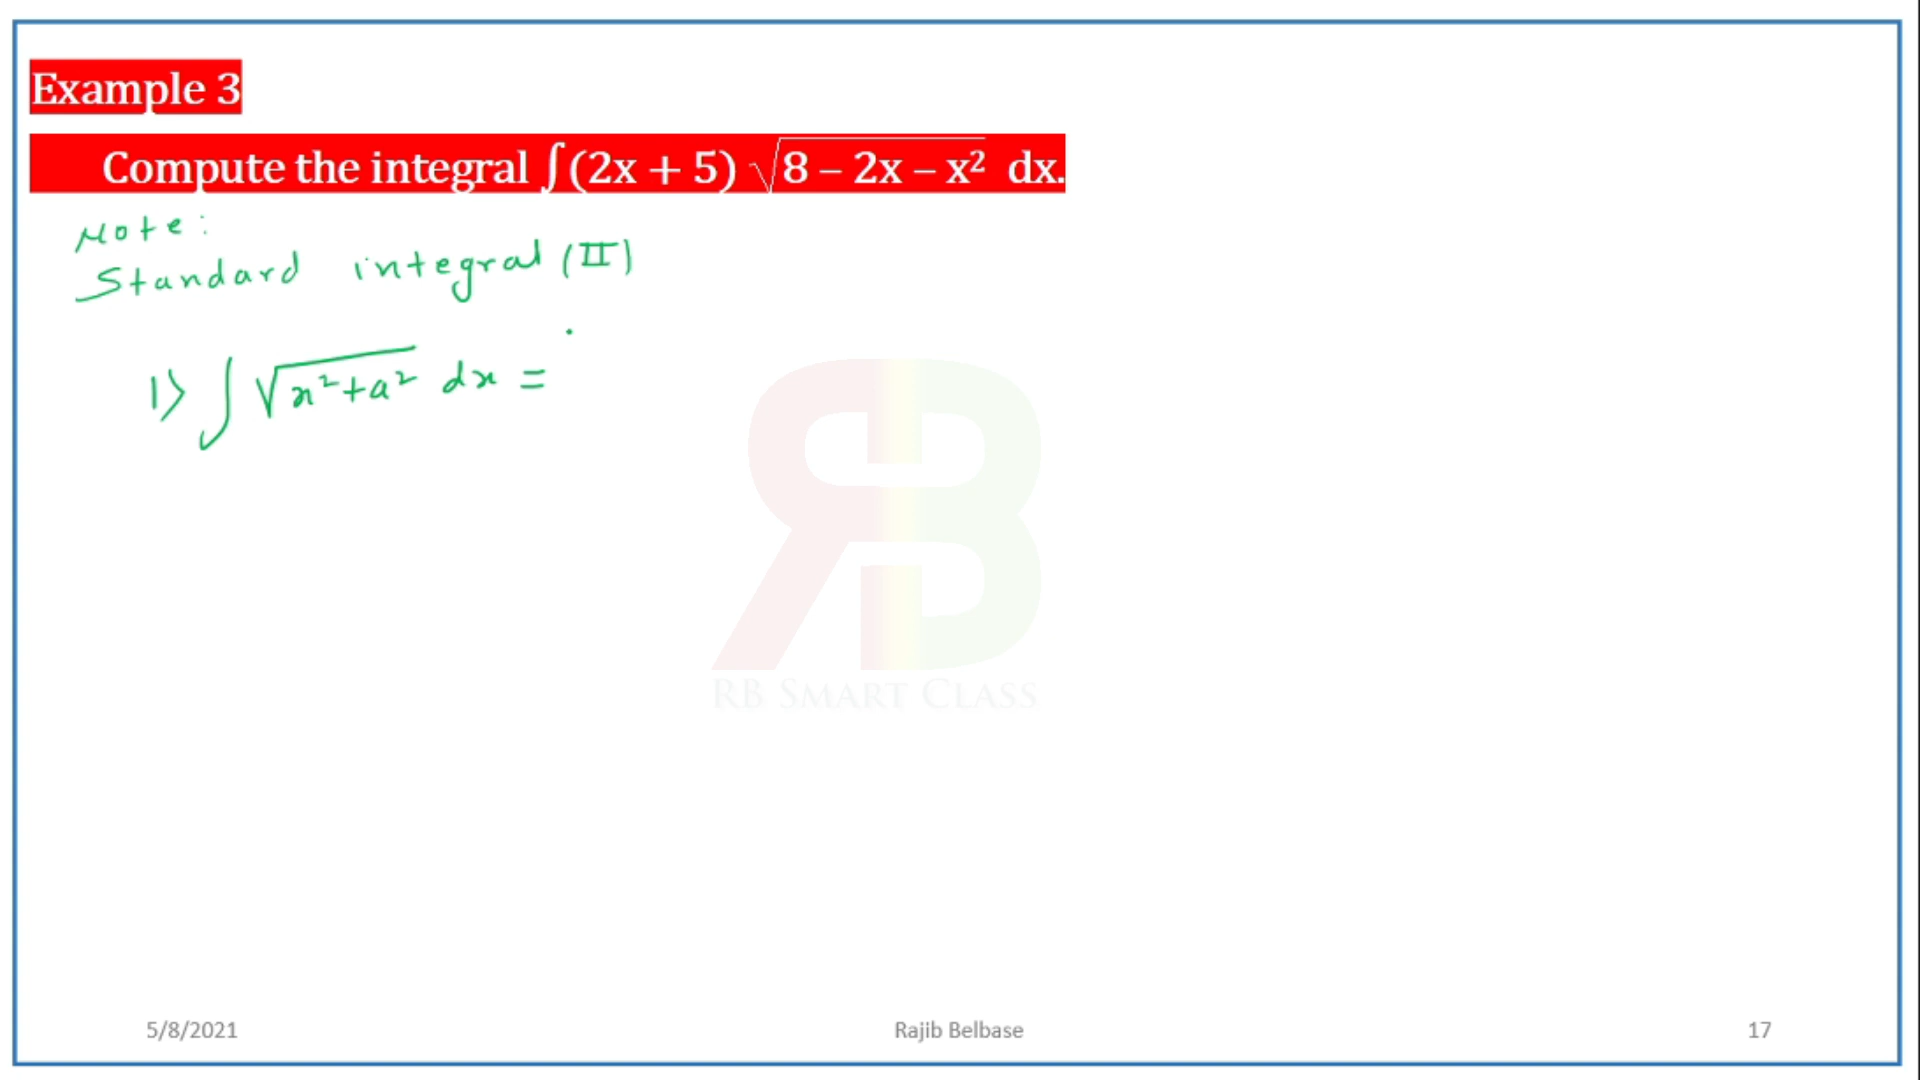 Example 3
Compute the integral ∫(2x + 5) √(8 – 2x – x²) dx.
Note:
Standard integral (II)
1> ∫ √(x²+a²) dx =
RB SMART CLASS
5/8/2021
Rajib Belbase
17